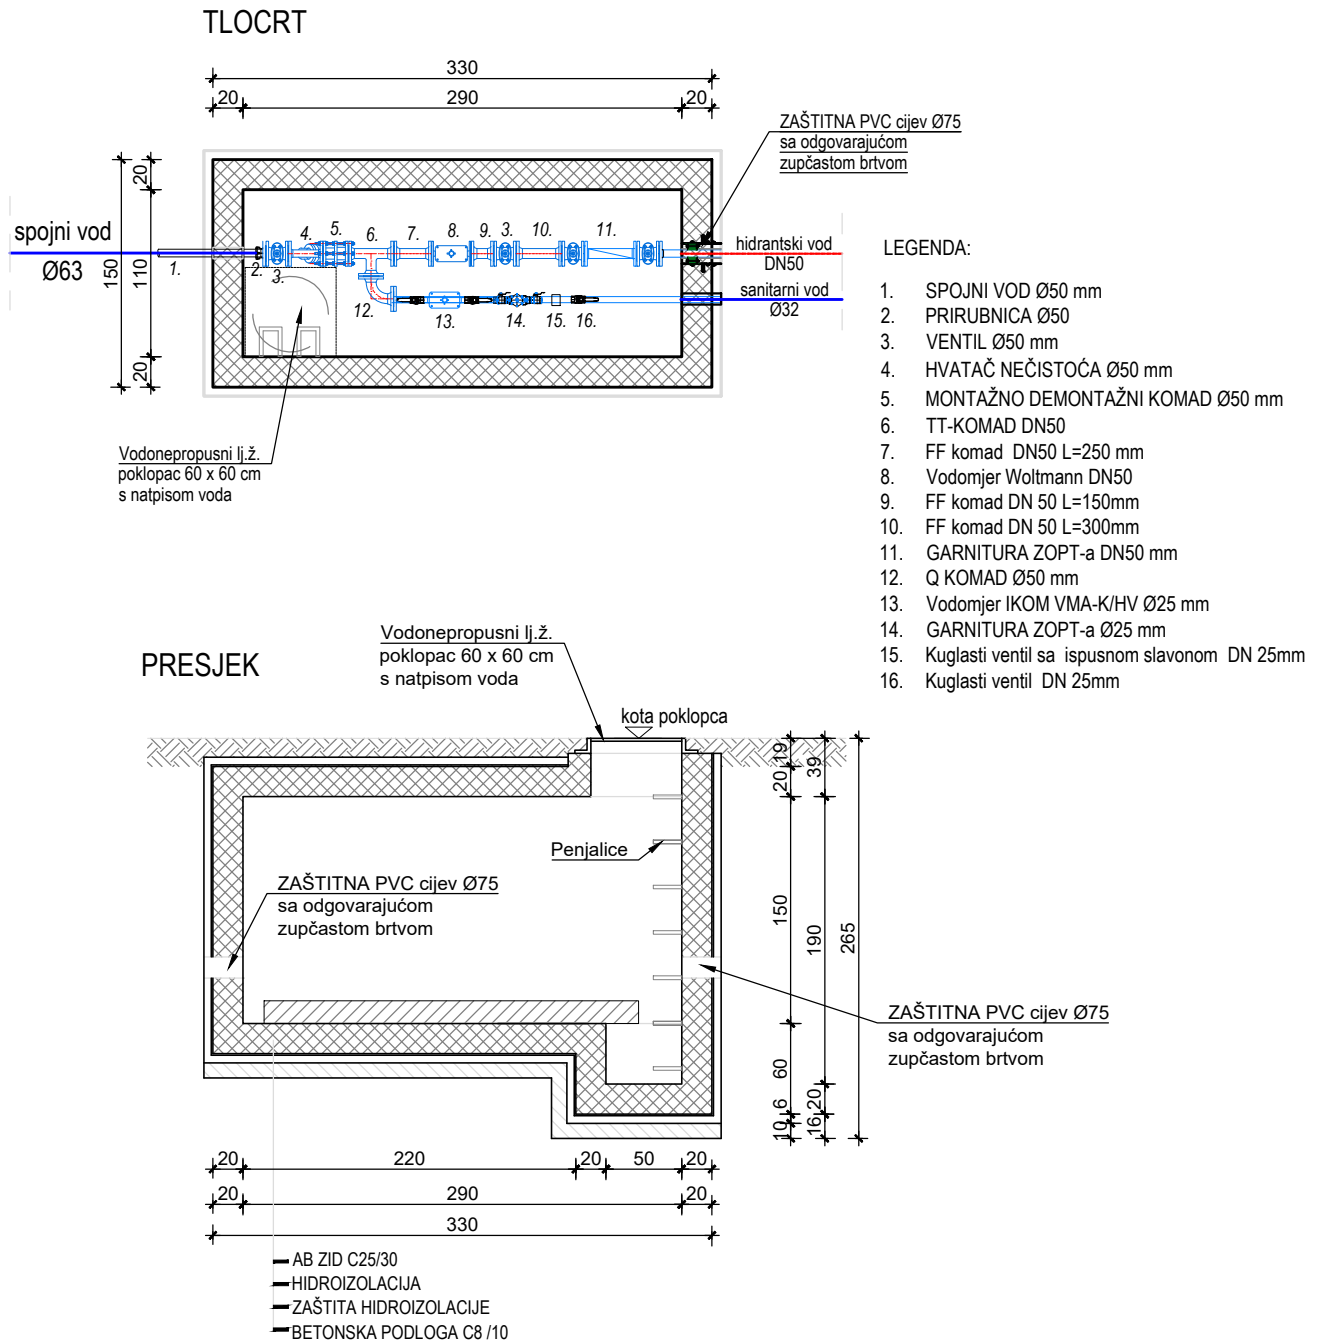 TLOCRT
330
20
290
20
ZAŠTITNA PVC cijev Ø75
sa odgovarajućom
zupčastom brtvom
20
150
110
20
spojni vod
Ø63
1.
2.
3.
4.
5.
6.
7.
8.
9.
3.
10.
11.
12.
13.
14.
15.
16.
hidrantski vod
DN50
sanitarni vod
Ø32
Vodonepropusni lj.ž.
poklopac 60 x 60 cm
s natpisom voda
LEGENDA:
1. SPOJNI VOD Ø50 mm
2. PRIRUBNICA Ø50
3. VENTIL Ø50 mm
4. HVATAČ NEČISTOĆA Ø50 mm
5. MONTAŽNO DEMONTAŽNI KOMAD Ø50 mm
6. TT-KOMAD DN50
7. FF komad DN50 L=250 mm
8. Vodomjer Woltmann DN50
9. FF komad DN 50 L=150mm
10. FF komad DN 50 L=300mm
11. GARNITURA ZOPT-a DN50 mm
12. Q KOMAD Ø50 mm
13. Vodomjer IKOM VMA-K/HV Ø25 mm
14. GARNITURA ZOPT-a Ø25 mm
15. Kuglasti ventil sa ispusnom slavonom DN 25mm
16. Kuglasti ventil DN 25mm
PRESJEK
Vodonepropusni lj.ž.
poklopac 60 x 60 cm
s natpisom voda
kota poklopca
Penjalice
ZAŠTITNA PVC cijev Ø75
sa odgovarajućom
zupčastom brtvom
ZAŠTITNA PVC cijev Ø75
sa odgovarajućom
zupčastom brtvom
19
20
39
150
190
265
60
20
6
16
10
20
220
20
50
20
20
290
20
330
AB ZID C25/30
HIDROIZOLACIJA
ZAŠTITA HIDROIZOLACIJE
BETONSKA PODLOGA C8 /10